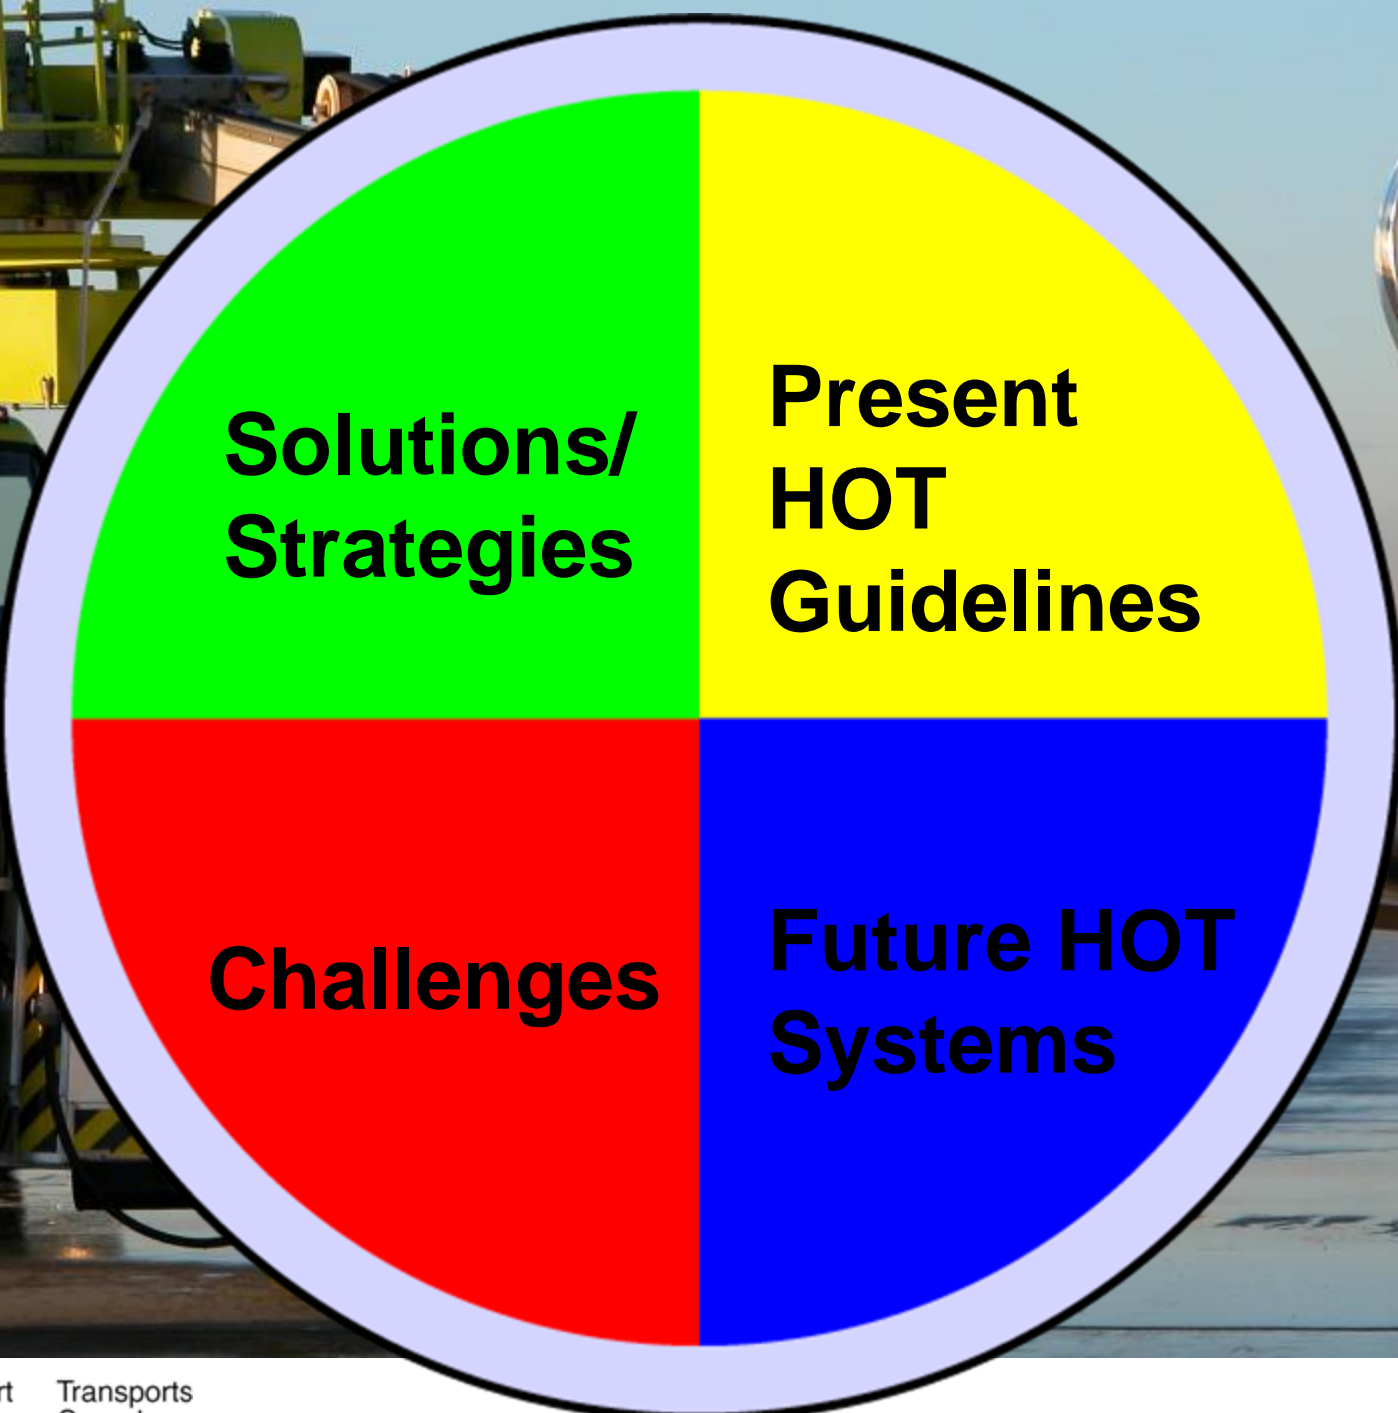 Present
HOT
Guidelines
Solutions/
Strategies
Challenges
Future HOT
Systems
Transports